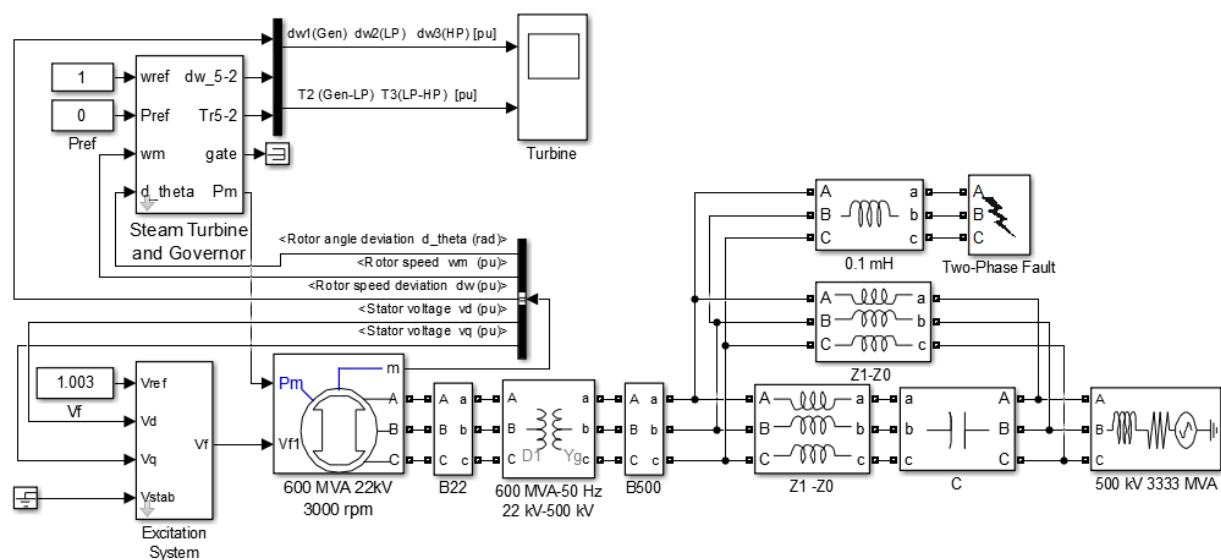 dw1(Gen) dw2(LP) dw3(HP) [pu]
T2 (Gen-LP) T3(LP-HP) [pu]
Turbine
1
0
Pref
wref
Pref
wm
d_theta
dw_5-2
Tr5-2
gate
Pm
Steam Turbine
and Governor
<Rotor angle deviation d_theta (rad)>
<Rotor speed wm (pu)>
<Rotor speed deviation dw (pu)>
<Stator voltage vd (pu)>
<Stator voltage vq (pu)>
1.003
Vf
Vref
Vd
Vq
Vstab
Vf
Excitation
System
Pm
Vf1
m
A
B
C
600 MVA 22kV
3000 rpm
A a
B b
C c
B22
A a
B b
C c
D1 Yg
600 MVA-50 Hz
22 kV-500 kV
A a
B b
C c
B500
A a
B b
C c
0.1 mH
A
B
C
Two-Phase Fault
A a
B b
C c
Z1-Z0
A a
B b
C c
Z1 -Z0
a A
b B
c C
C
A
B
C
500 kV 3333 MVA